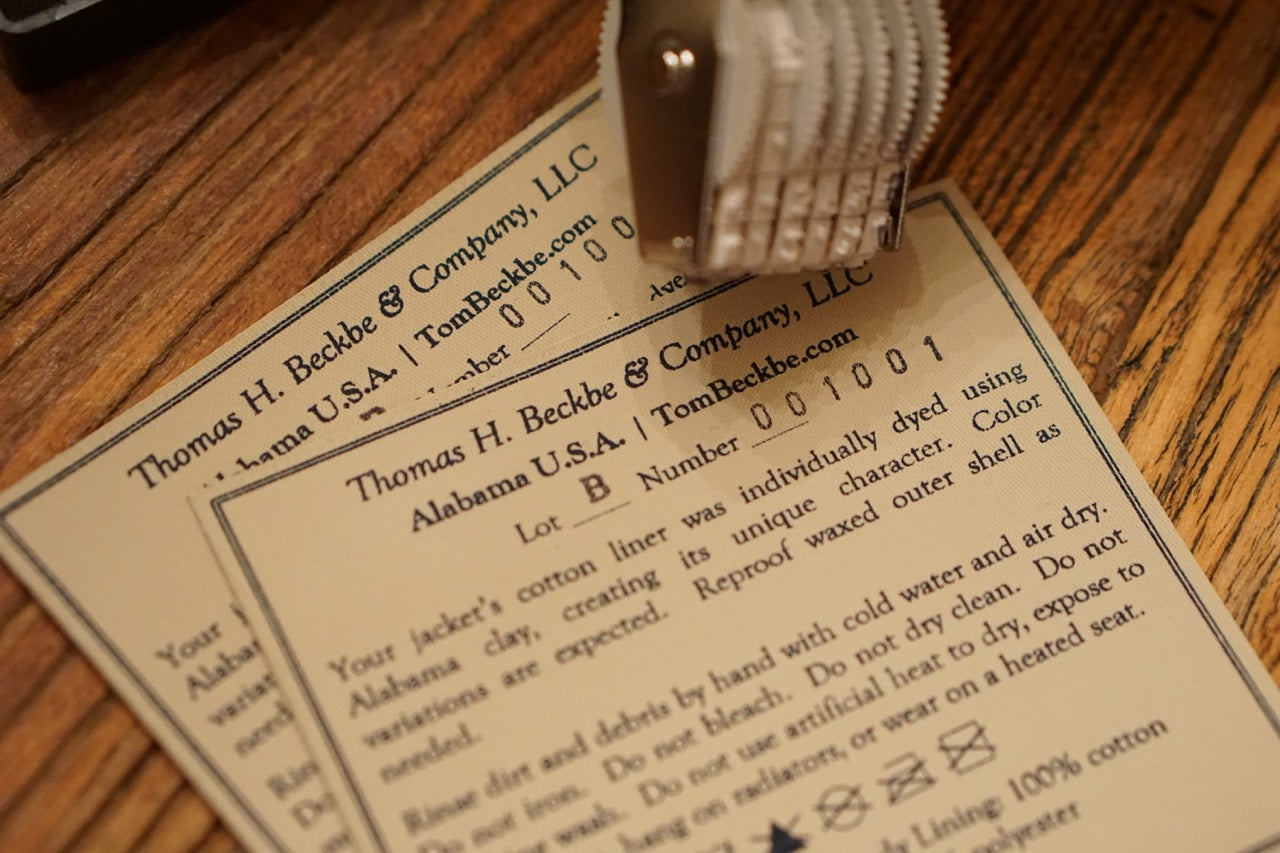 Thomas H. Beckbe & Company, LLC
U.S.A. | TomBeckbe.com
00100
Ave
Your
Thomas H. Beckbe & Company, LLC
Alabama U.S.A. | TomBeckbe.com
Lot B Number 001001
Your jacket's cotton liner was individually dyed using
Alabama clay, creating its unique character. Color
variations are expected. Reproof waxed outer shell as
needed.
Rinse dirt and debris by hand with cold water and air dry.
Do not iron. Do not bleach. Do not dry clean. Do not
wash. Do not use artificial heat to dry, expose to
hang on radiators, or wear on a heated seat.
Lining: 100% cotton
polyester